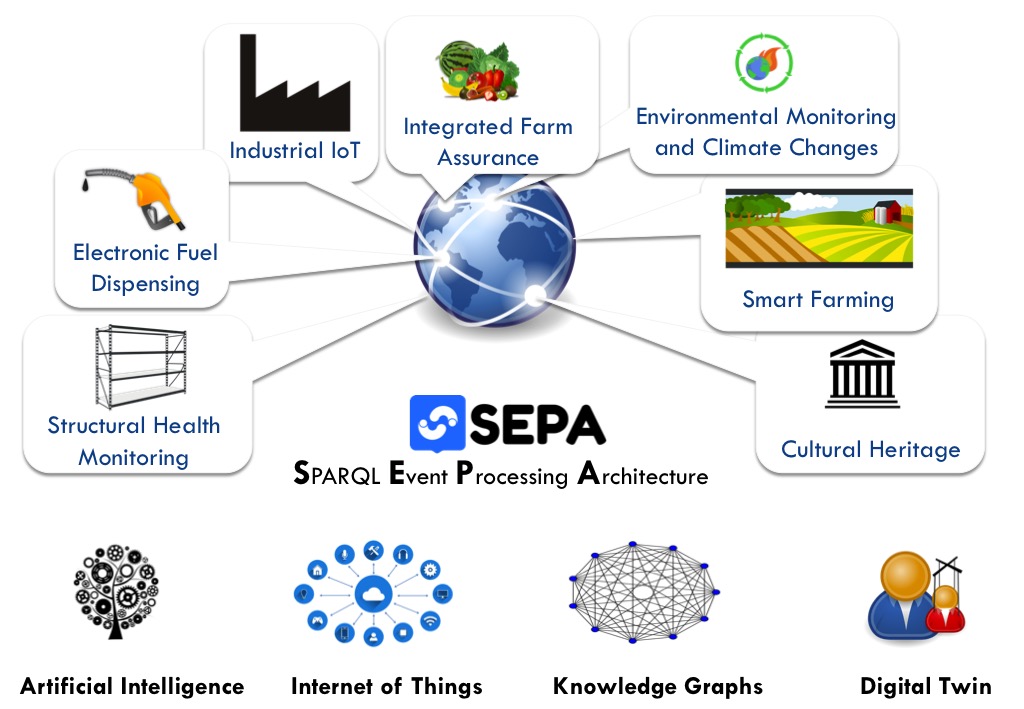 Industrial IoT
Integrated Farm
Assurance
Environmental Monitoring
and Climate Changes
Electronic Fuel
Dispensing
Smart Farming
Structural Health
Monitoring
Cultural Heritage
SEPA
SPARQL Event Processing Architecture
Artificial Intelligence
Internet of Things
Knowledge Graphs
Digital Twin